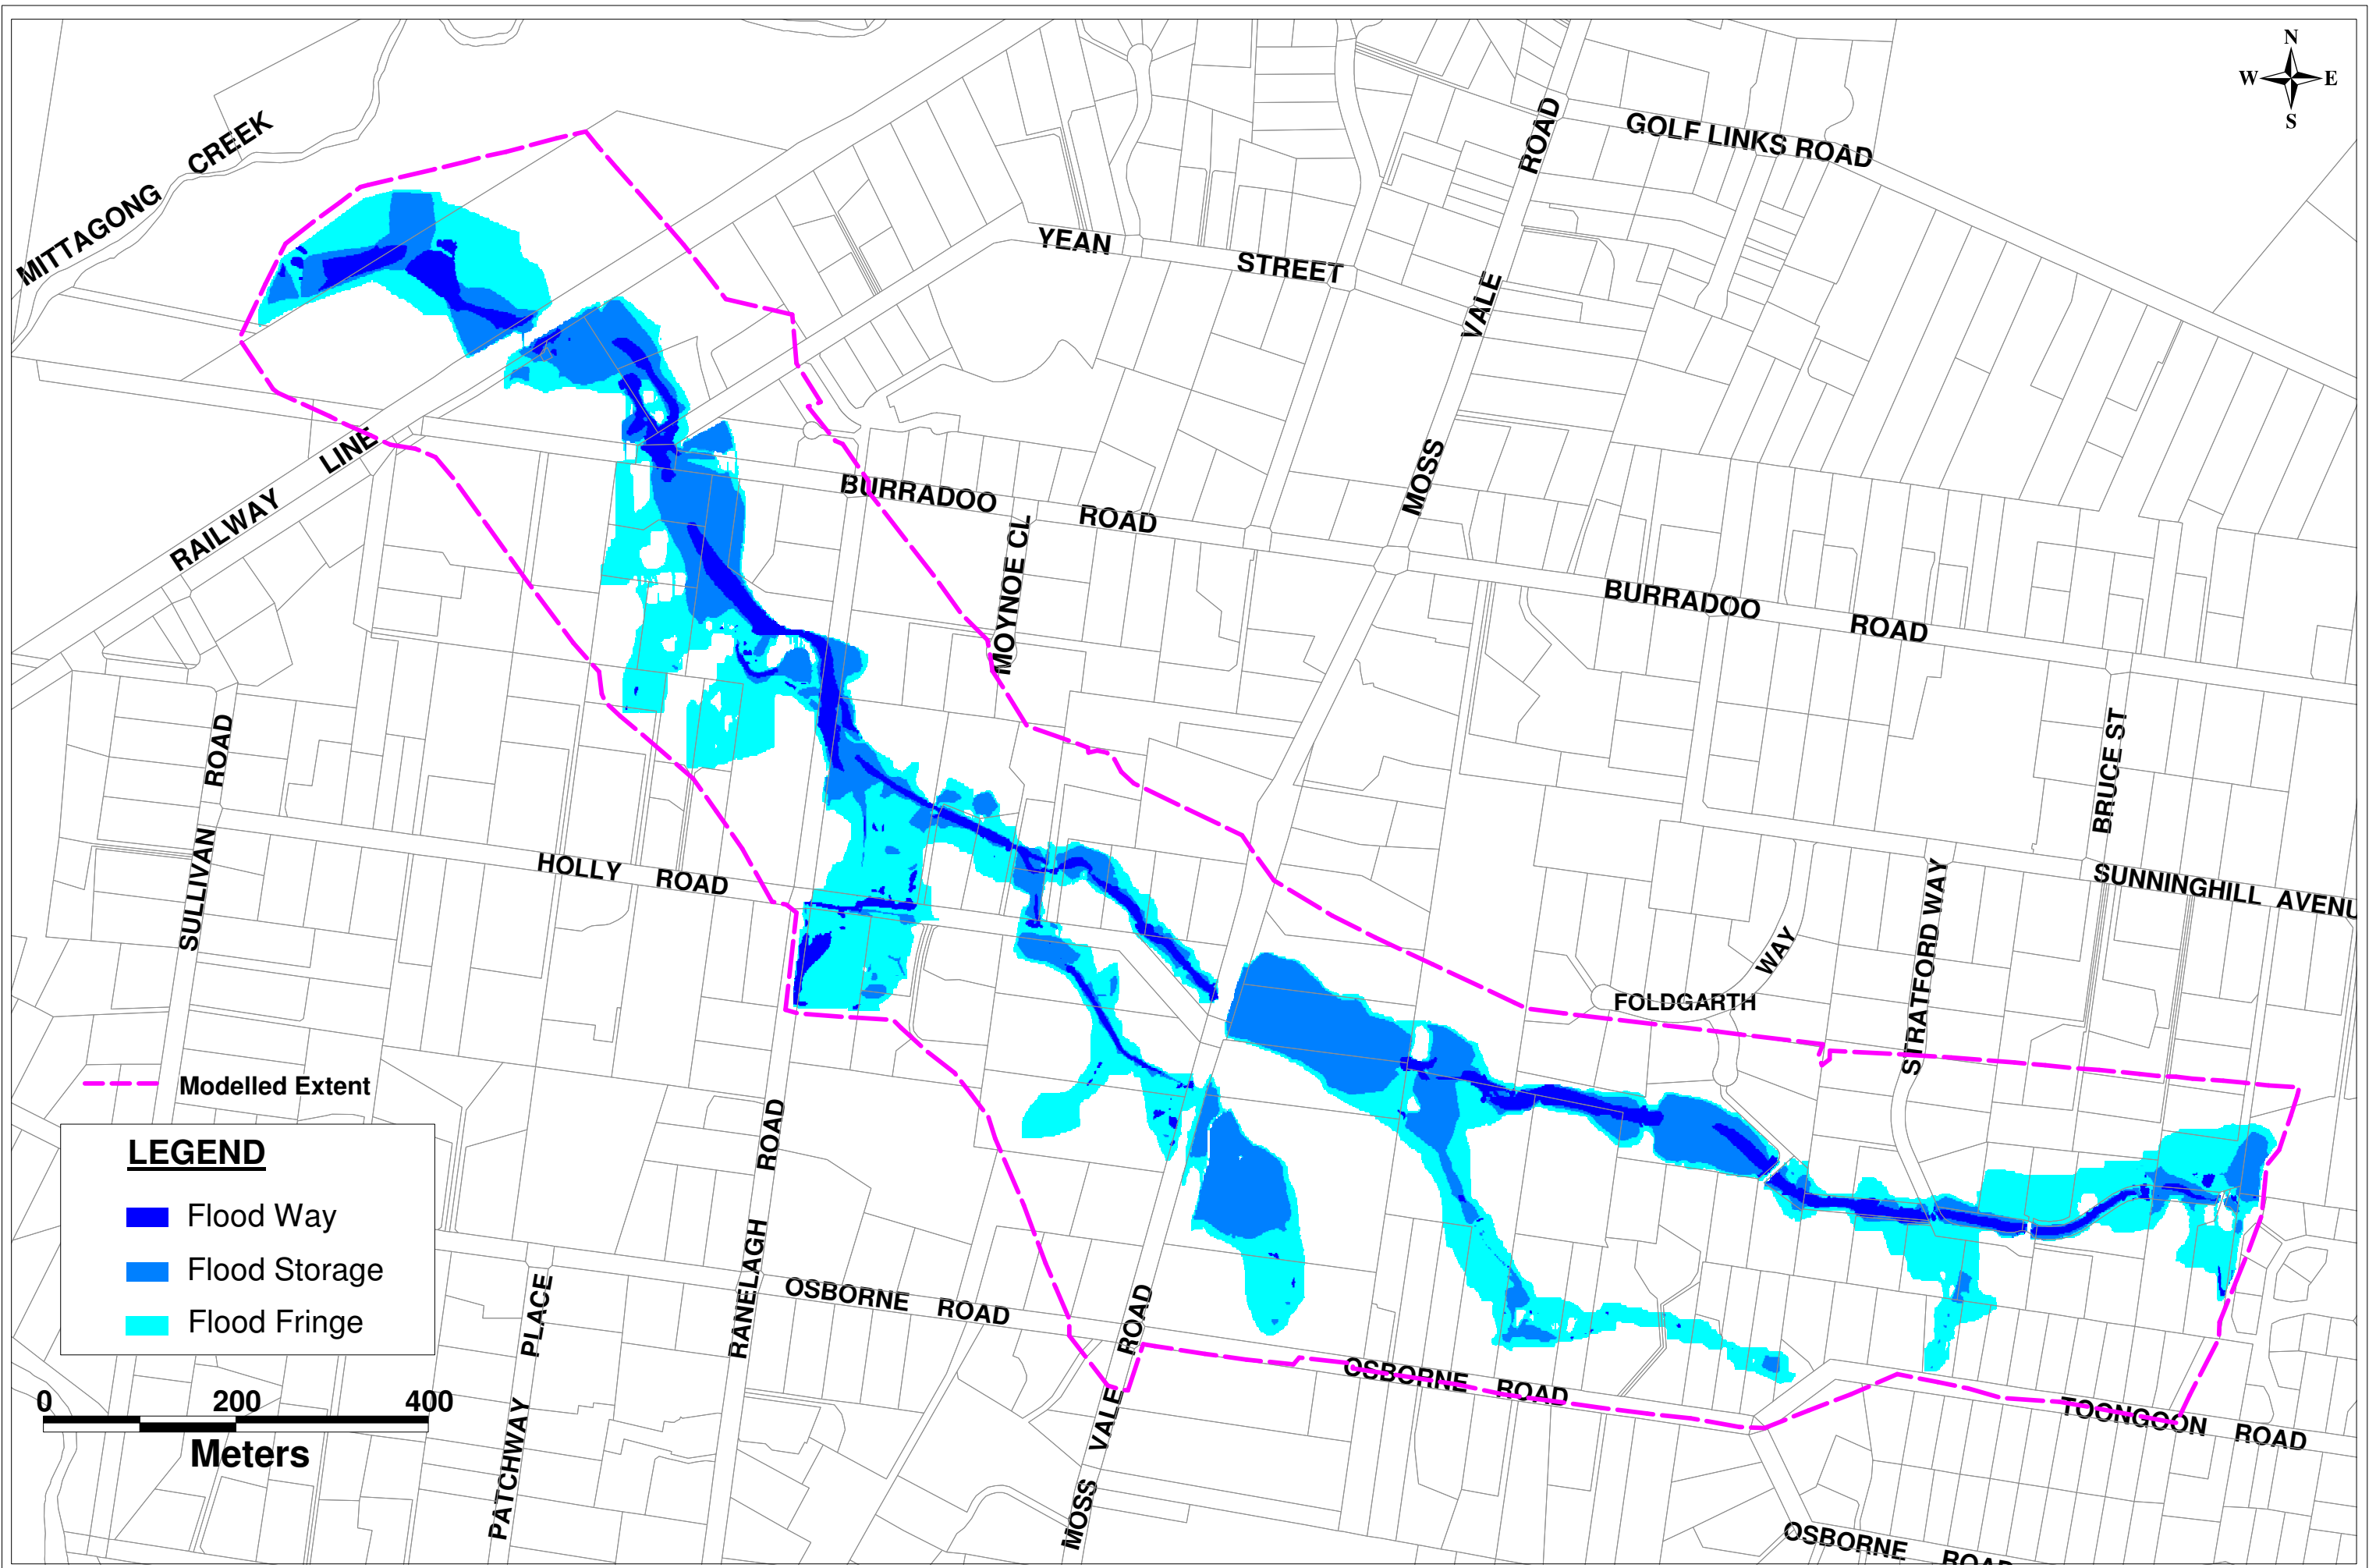 N
W E
S
MITTAGONG CREEK
GOLF LINKS ROAD
YEAN STREET
MOSS VALE ROAD
RAILWAY LINE
BURRADOO ROAD
MOYNOE CL
BURRADOO ROAD
BRUCE ST
SULLIVAN ROAD
HOLLY ROAD
SUNNINGHILL AVENU
STRATFORD WAY
FOLDGARTH WAY
Modelled Extent
LEGEND
Flood Way
Flood Storage
Flood Fringe
RANELAGH ROAD
PATCHWAY PLACE
OSBORNE ROAD
MOSS VALE ROAD
OSBORNE ROAD
TOONGOON ROAD
OSBORNE ROAD
0 200 400
Meters